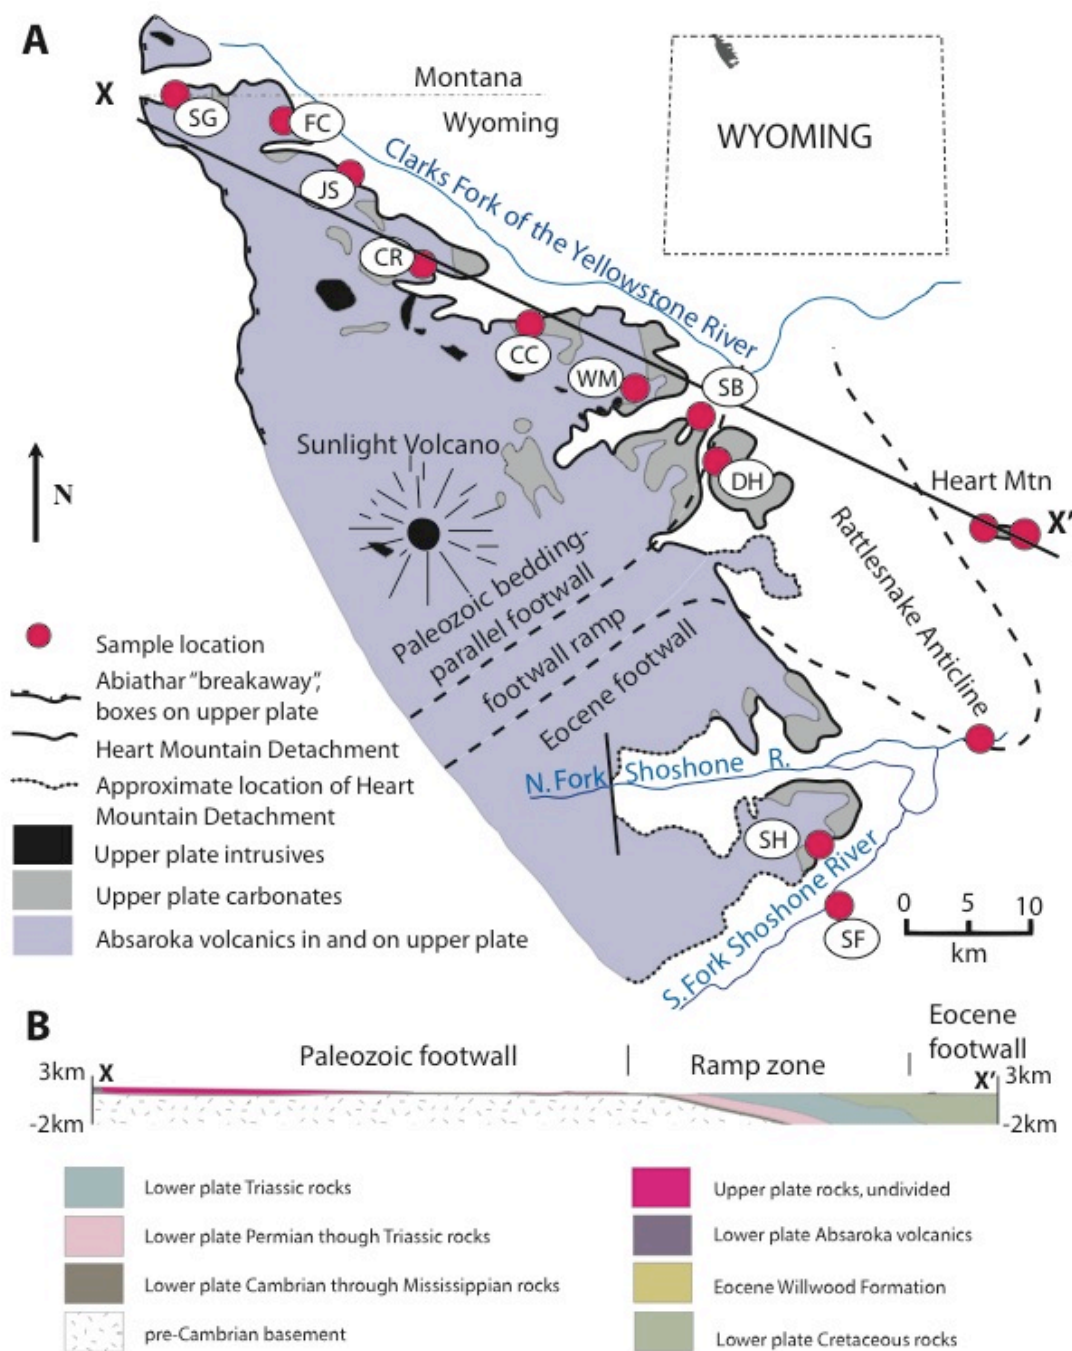 A
X
Montana
Wyoming
WYOMING
SG
FC
JS
CR
CC
WM
SB
DH
Clarks Fork of the Yellowstone River
Sunlight Volcano
Heart Mtn
X'
N
Rattlesnake Anticline
Paleozoic bedding-
parallel footwall
footwall ramp
Eocene footwall
N. Fork Shoshone R.
SH
S. Fork Shoshone River
SF
0 5 10
km
Sample location
Abiathar "breakaway",
boxes on upper plate
Heart Mountain Detachment
Approximate location of Heart
Mountain Detachment
Upper plate intrusives
Upper plate carbonates
Absaroka volcanics in and on upper plate
B
Paleozoic footwall
Ramp zone
Eocene
footwall
3km
X
X'
3km
-2km
-2km
Lower plate Triassic rocks
Lower plate Permian though Triassic rocks
Lower plate Cambrian through Mississippian rocks
pre-Cambrian basement
Upper plate rocks, undivided
Lower plate Absaroka volcanics
Eocene Willwood Formation
Lower plate Cretaceous rocks